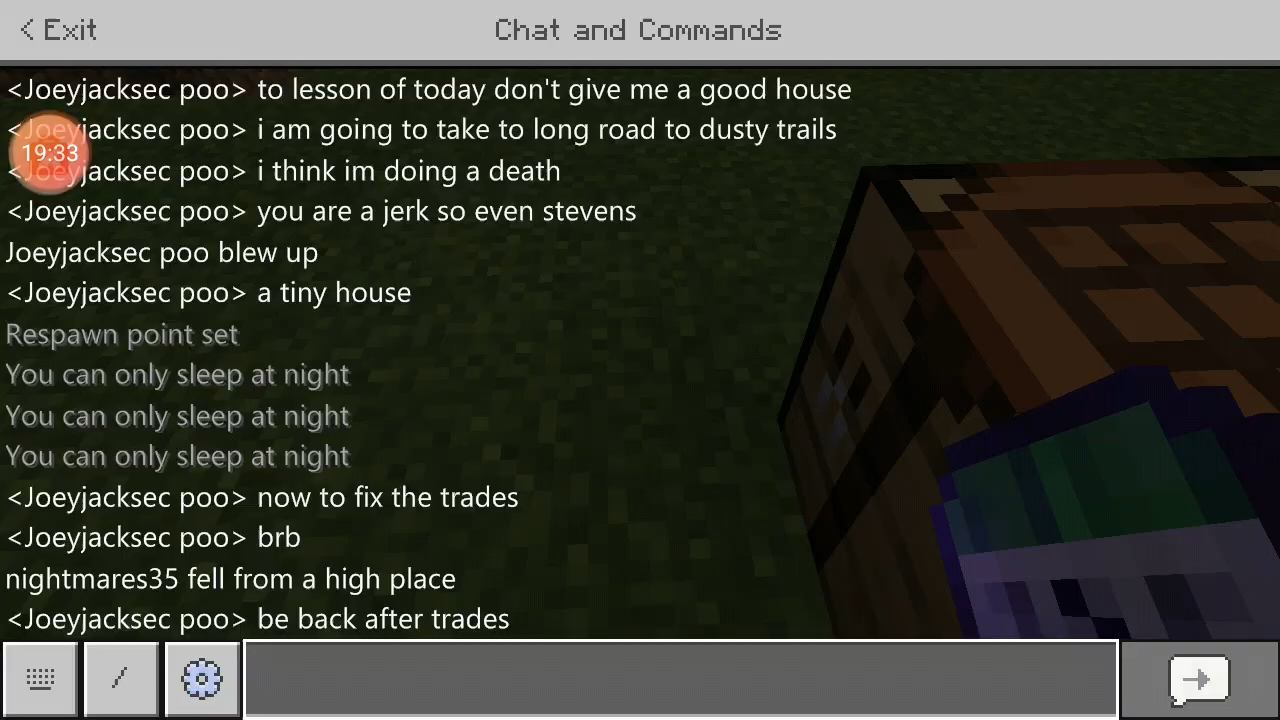 < Exit
Chat and Commands
<Joeyjacksec poo> to lesson of today don't give me a good house
<Joeyjacksec poo> i am going to take to long road to dusty trails
19:33
<Joeyjacksec poo> i think im doing a death
<Joeyjacksec poo> you are a jerk so even stevens
Joeyjacksec poo blew up
<Joeyjacksec poo> a tiny house
Respawn point set
You can only sleep at night
You can only sleep at night
You can only sleep at night
<Joeyjacksec poo> now to fix the trades
<Joeyjacksec poo> brb
nightmares35 fell from a high place
<Joeyjacksec poo> be back after trades
/